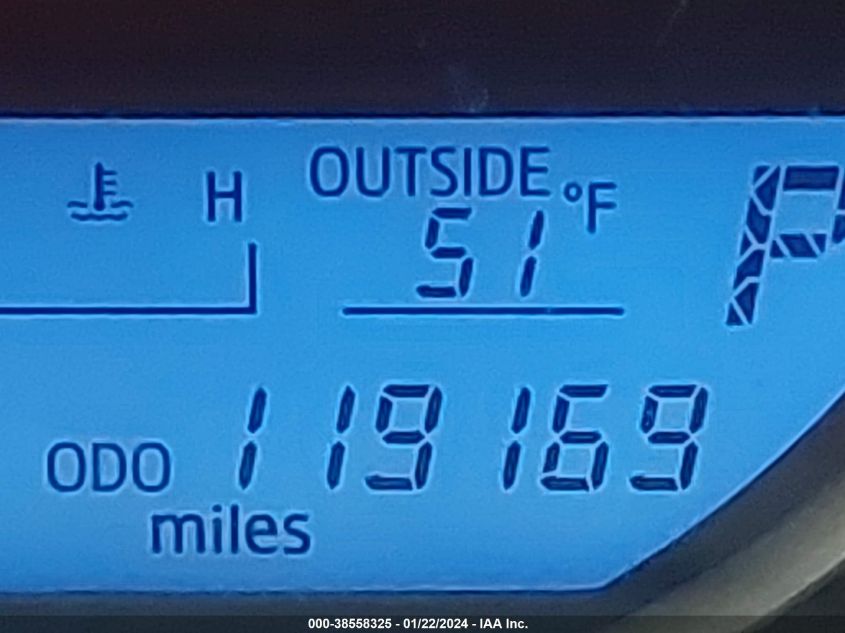 H OUTSIDE °F P
51
ODO 119169
miles
000-38558325 - 01/22/2024 - IAA Inc.